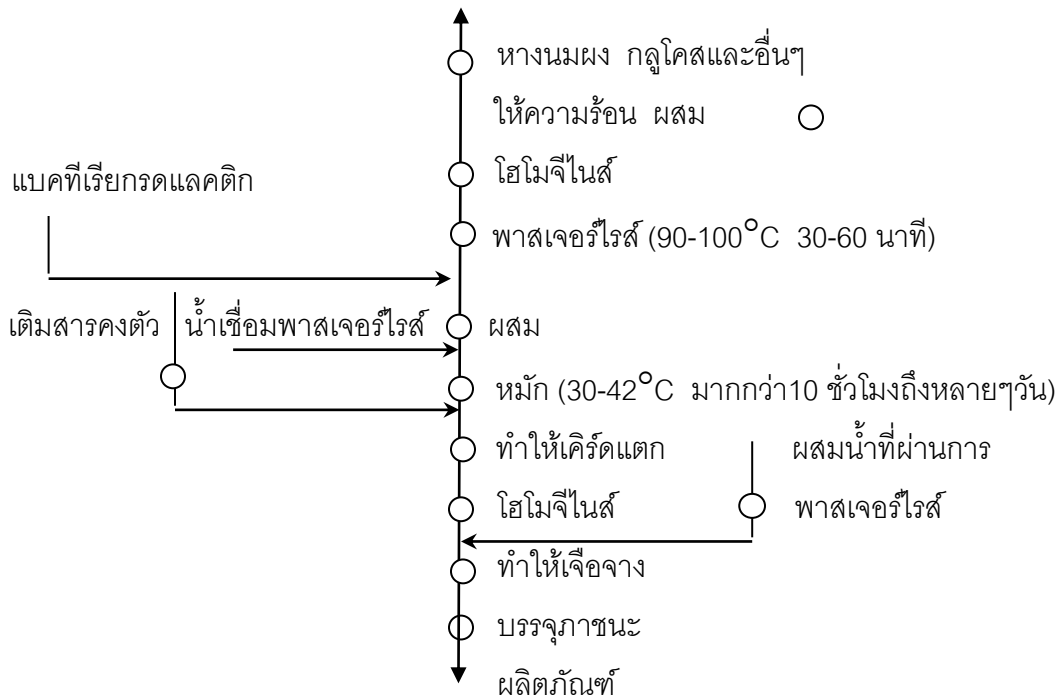 หางนมผง กลูโคสและอื่นๆ
ให้ความร้อน ผสม
โฮโมจีไนส์
แบคทีเรียกรดแลคติก
พาสเจอร์ไรส์ (90-100°C 30-60 นาที)
เติมสารคงตัว น้ำเชื่อมพาสเจอร์ไรส์ ผสม
หมัก (30-42°C มากกว่า10 ชั่วโมงถึงหลายๆวัน)
ทำให้เคิร์ดแตก ผสมน้ำที่ผ่านการ
โฮโมจีไนส์ พาสเจอร์ไรส์
ทำให้เจือจาง
บรรจุภาชนะ
ผลิตภัณฑ์